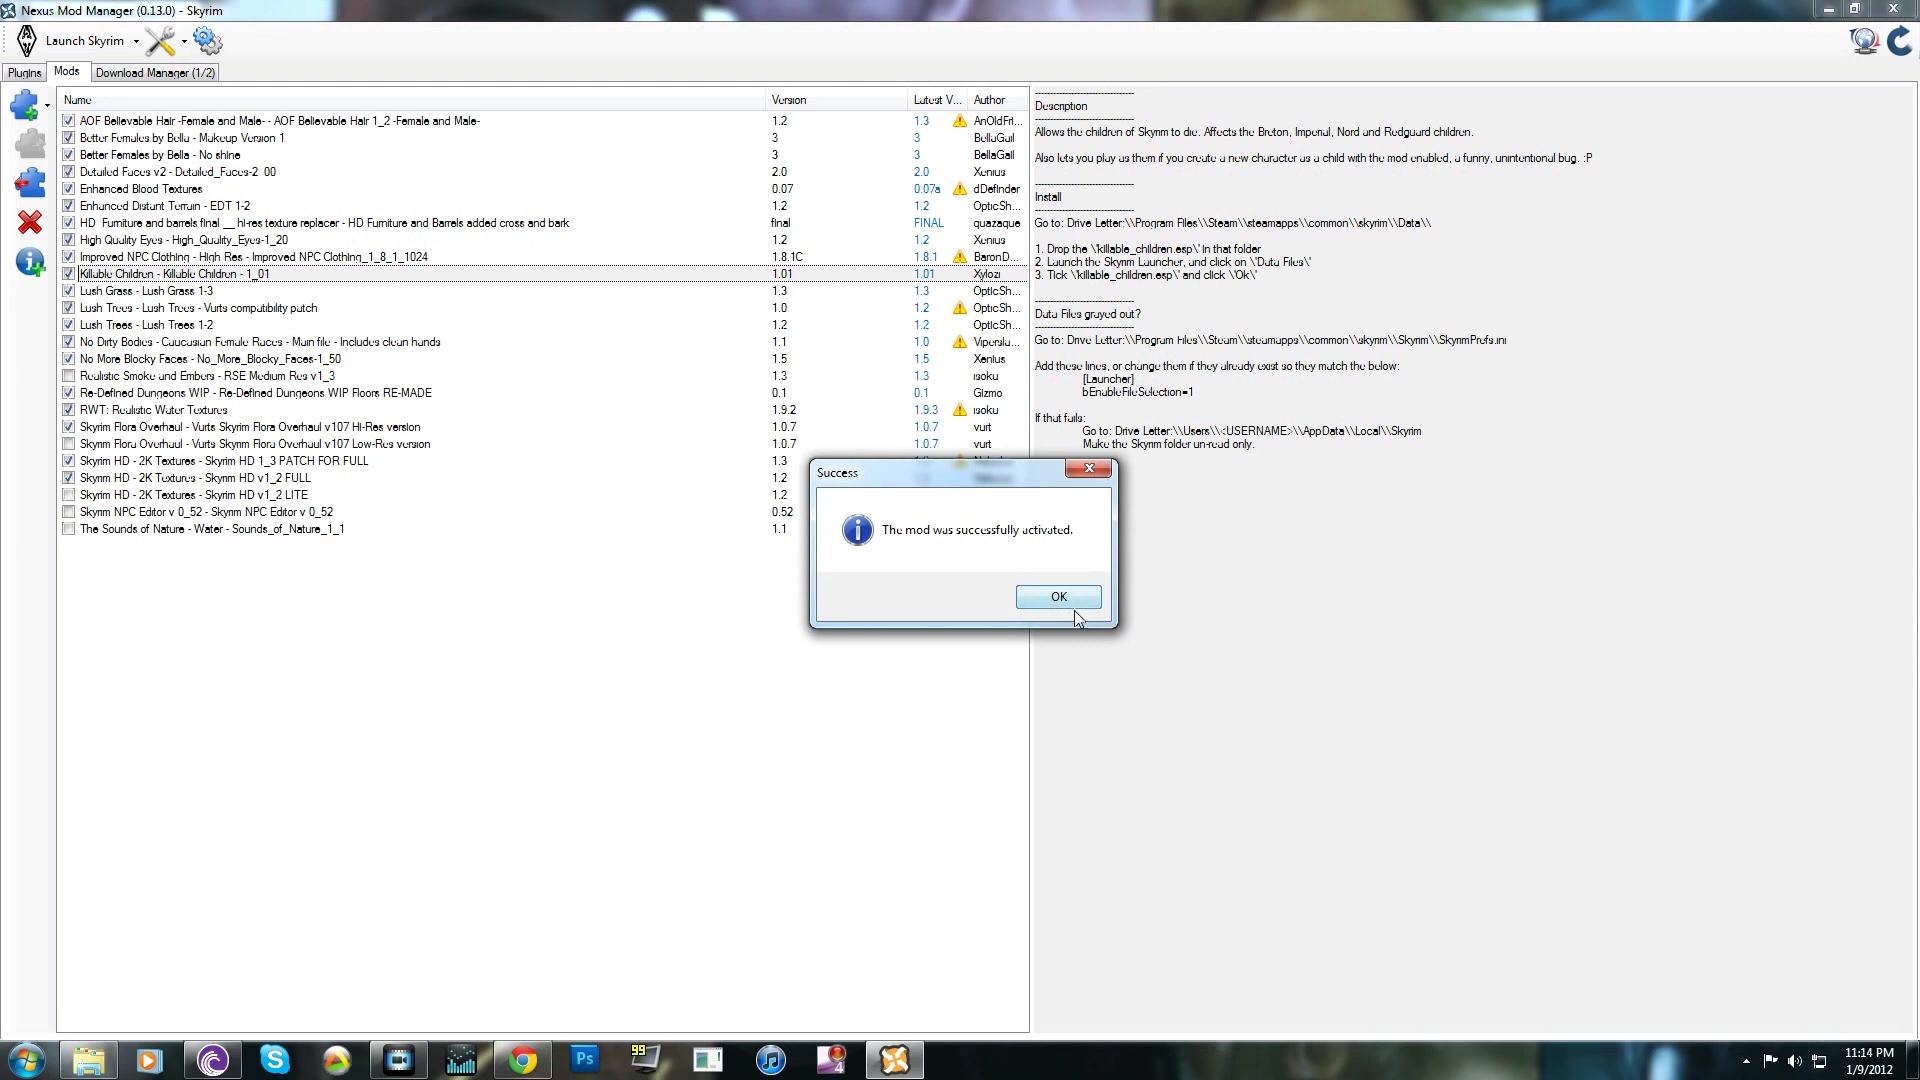 Nexus Mod Manager (0.13.0) - Skyrim
Launch Skyrim
Plugins
Mods
Download Manager (1/2)
Name Version Latest V... Author
AOF Believable Hair -Female and Male- - AOF Believable Hair 1_2 -Female and Male- 1.2 1.3 AnOldFri...
Better Females by Bella - Makeup Version 1 3 3 BellaGail
Better Females by Bella - No shine 3 3 BellaGail
Detailed Faces v2 - Detailed_Faces-2 00 2.0 2.0 Xenius
Enhanced Blood Textures 0.07 0.07a dDefinder
Enhanced Distant Terrain - EDT 1-2 1.2 1.2 OpticSh...
HD Furniture and barrels final __ hi-res texture replacer - HD Furniture and Barrels added cross and bark final FINAL quazaque
High Quality Eyes - High_Quality_Eyes-1_20 1.2 1.2 Xenius
Improved NPC Clothing - High Res - Improved NPC Clothing_1_8_1_1024 1.8.1C 1.8.1 BaronD...
Killable Children - Killable Children - 1_01 1.01 1.01 Xylozi
Lush Grass - Lush Grass 1-3 1.3 1.3 OpticSh...
Lush Trees - Lush Trees - Vurts compatibility patch 1.0 1.2 OpticSh...
Lush Trees - Lush Trees 1-2 1.2 1.2 OpticSh...
No Dirty Bodies - Caucasian Female Races - Main file - Includes clean hands 1.1 1.0 Vipersla...
No More Blocky Faces - No_More_Blocky_Faces-1_50 1.5 1.5 Xenius
Realistic Smoke and Embers - RSE Medium Res v1_3 1.3 1.3 isoku
Re-Defined Dungeons WIP - Re-Defined Dungeons WIP Floors RE-MADE 0.1 0.1 Gizmo
RWT: Realistic Water Textures 1.9.2 1.9.3 isoku
Skyrim Flora Overhaul - Vurts Skyrim Flora Overhaul v107 Hi-Res version 1.0.7 1.0.7 vurt
Skyrim Flora Overhaul - Vurts Skyrim Flora Overhaul v107 Low-Res version 1.0.7 1.0.7 vurt
Skyrim HD - 2K Textures - Skyrim HD 1_3 PATCH FOR FULL 1.3
Skyrim HD - 2K Textures - Skyrim HD v1_2 FULL 1.2
Skyrim HD - 2K Textures - Skyrim HD v1_2 LITE 1.2
Skyrim NPC Editor v 0_52 - Skyrim NPC Editor v 0_52 0.52
The Sounds of Nature - Water - Sounds_of_Nature_1_1 1.1
Success
The mod was successfully activated.
OK
--------------------------------
Description
--------------------------------
Allows the children of Skyrim to die. Affects the Breton, Imperial, Nord and Redguard children.
Also lets you play as them if you create a new character as a child with the mod enabled, a funny, unintentional bug. :P
--------------------------------
Install
--------------------------------
Go to: Drive Letter:\\Program Files\\Steam\\steamapps\\common\\skyrim\\Data\\
1. Drop the \'killable_children.esp\' in that folder
2. Launch the Skyrim Launcher, and click on \'Data Files\'
3. Tick \'killable_children.esp\' and click \'Ok\'
--------------------------------
Data Files grayed out?
--------------------------------
Go to: Drive Letter:\\Program Files\\Steam\\steamapps\\common\\skyrim\\Skyrim\\SkyrimPrefs.ini
Add these lines, or change them if they already exist so they match the below:
[Launcher]
bEnableFileSelection=1
If that fails:
Go to: Drive Letter:\\Users\\<USERNAME>\\AppData\\Local\\Skyrim
Make the Skyrim folder un-read only.
Ps
99
4
11:14 PM
1/9/2012